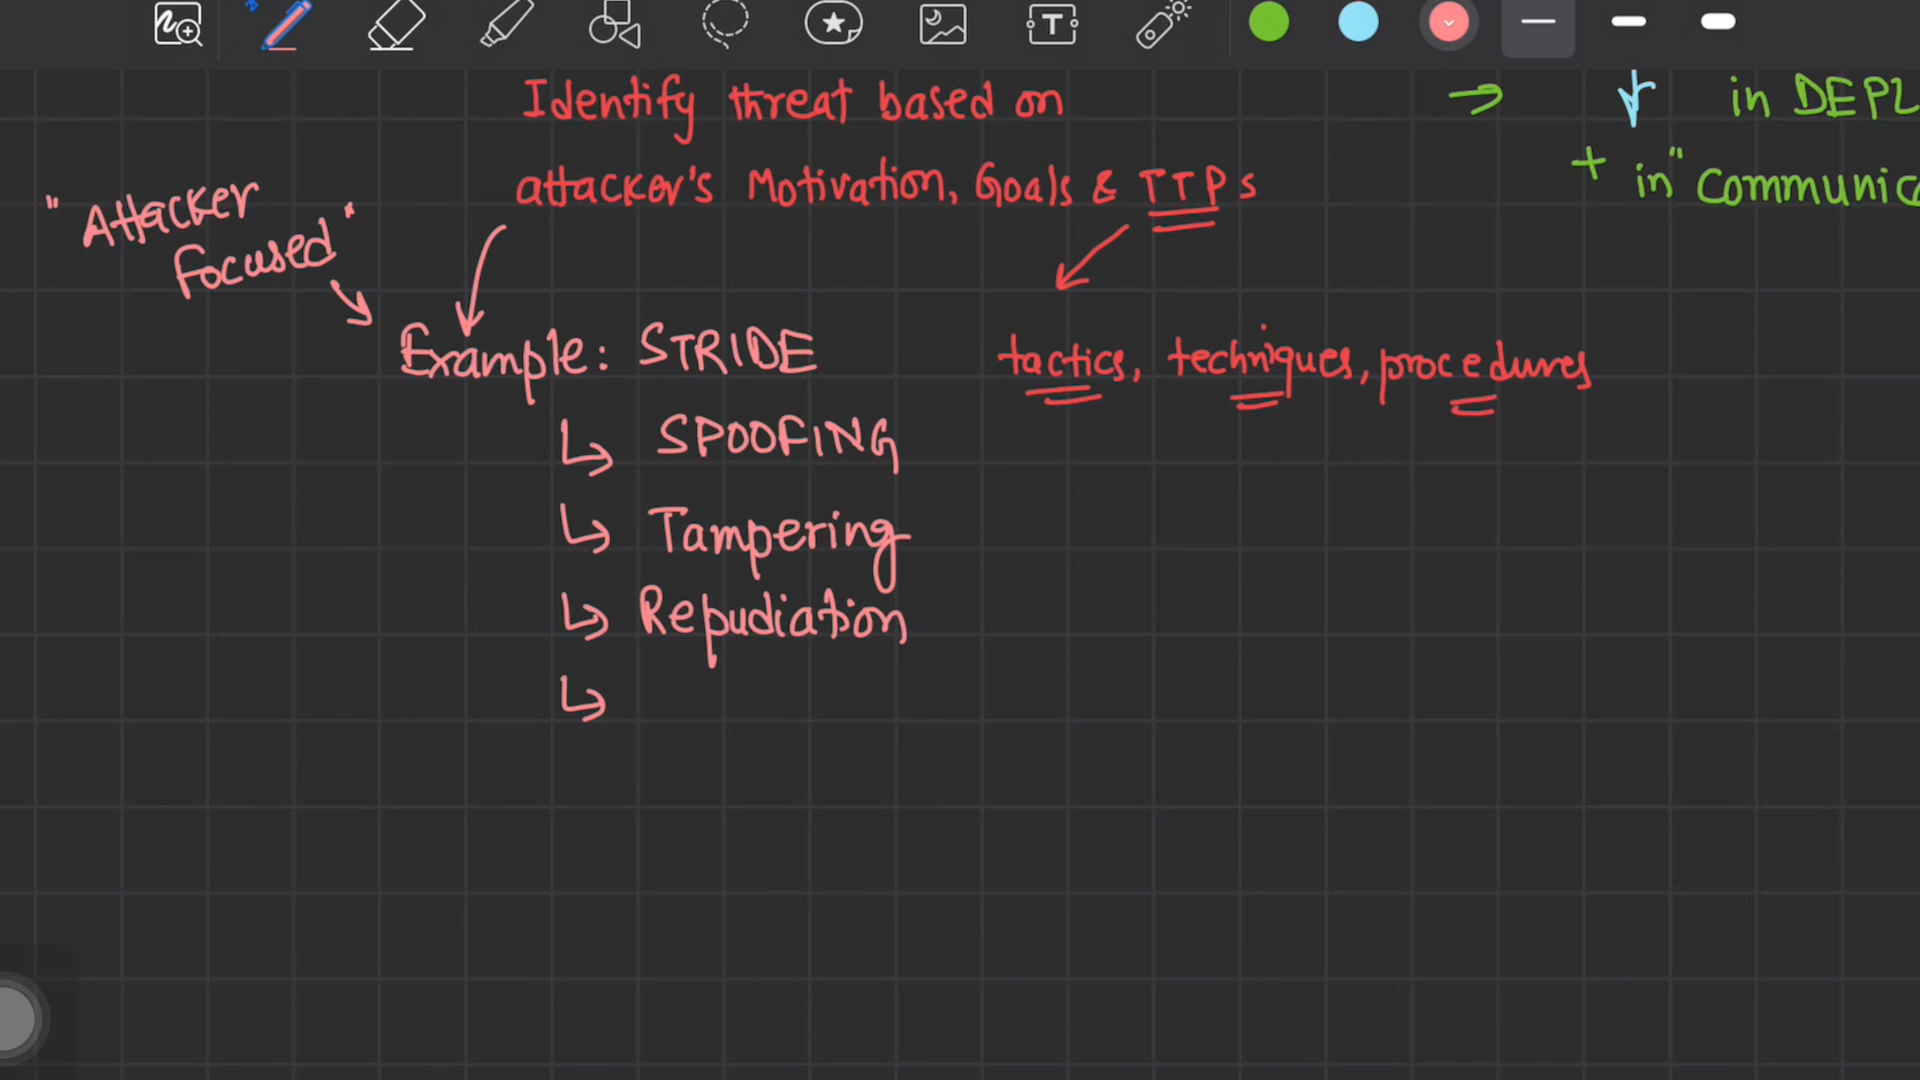 Identify threat based on
attacker's Motivation, Goals & TTPs
"Attacker
Focused"
Example: STRIDE
tactics, techniques, procedures
SPOOFING
Tampering
Repudiation
→ in DEPL
+ in "Communic